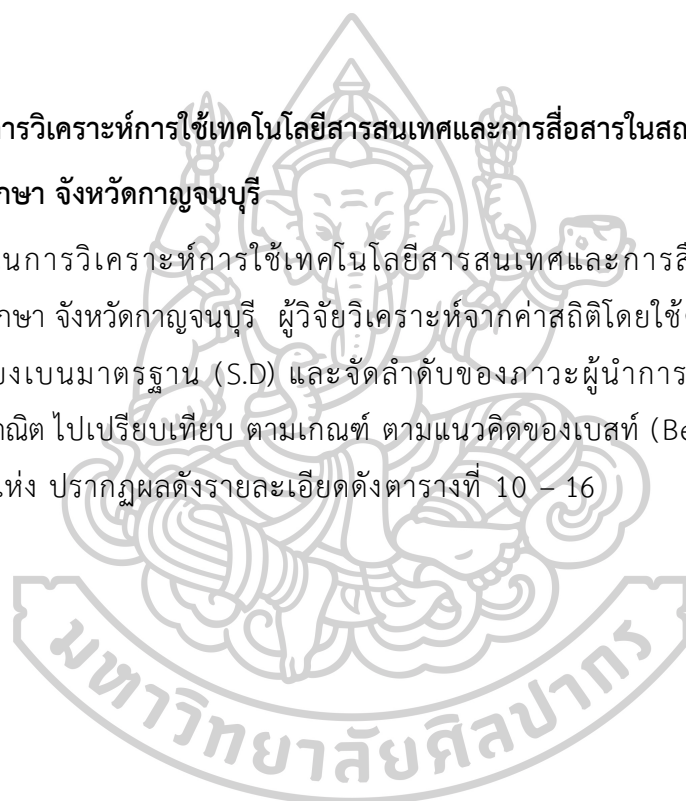 การวิเคราะห์การใช้เทคโนโลยีสารสนเทศและการสื่อสารในสถ
กษา จังหวัดกาญจนบุรี
นการวิเคราะห์การใช้เทคโนโลยีสารสนเทศและการสื
กษา จังหวัดกาญจนบุรี ผู้วิจัยวิเคราะห์จากค่าสถิติโดยใช้
ยงเบนมาตรฐาน (S.D) และจัดลำดับของภาวะผู้นำการ
ณิต ไปเปรียบเทียบ ตามเกณฑ์ ตามแนวคิดของเบสท์ (Be
ห่ง ปรากฏผลดังรายละเอียดดังตารางที่ 10 – 16
มหาวิทยาลัยศิลปากร